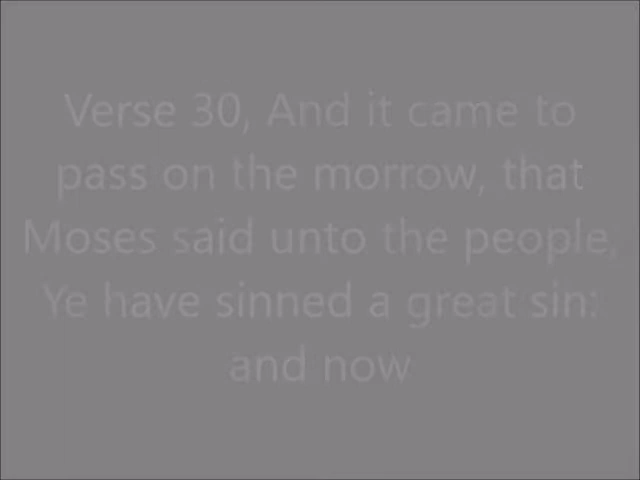 Verse 30, And it came to
pass on the morrow, that
Moses said unto the people,
Ye have sinned a great sin:
and now